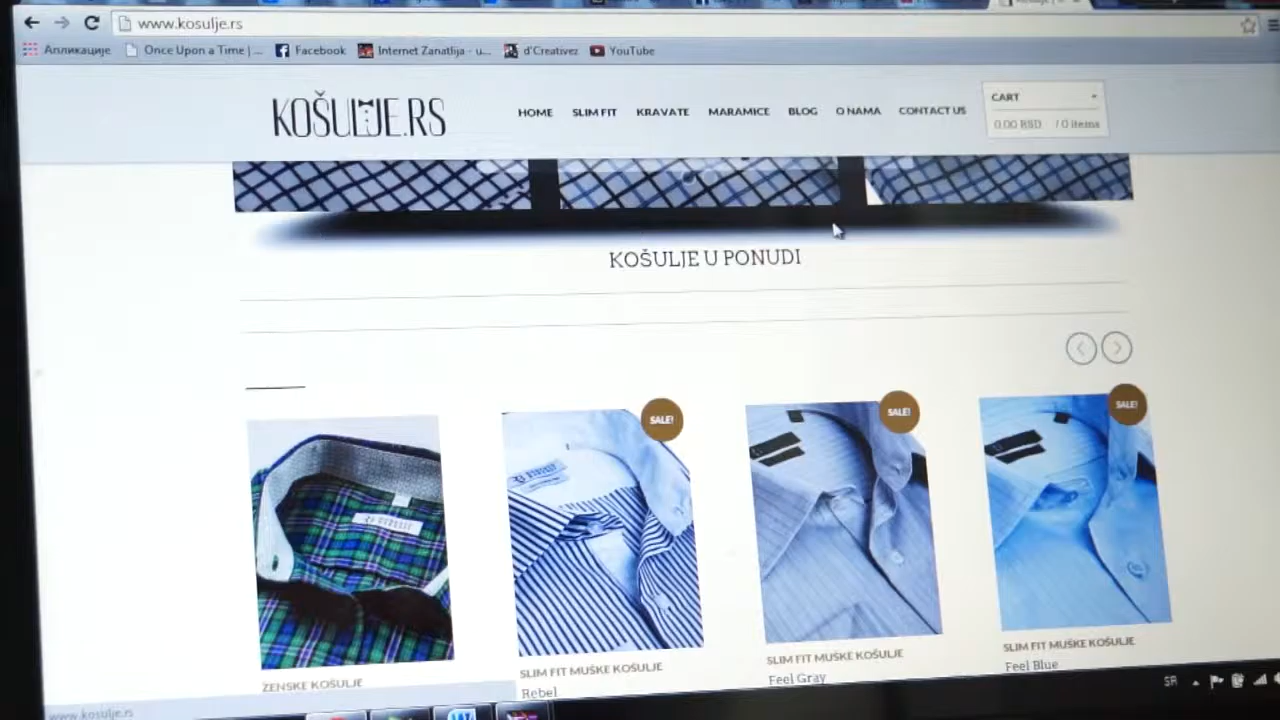 www.kosulje.rs
Апликације Once Upon a Time | ... Facebook Internet Zanatlija - u... d'Creativez YouTube
KOŠULJE.RS
HOME SLIM FIT KRAVATE MARAMICE BLOG O NAMA CONTACT US
CART
0.00 RSD / 0 items
KOŠULJE U PONUDI
SALE!
SALE!
SALE!
ŽENSKE KOŠULJE
SLIM FIT MUŠKE KOŠULJE
Rebel
SLIM FIT MUŠKE KOŠULJE
Feel Gray
SLIM FIT MUŠKE KOŠULJE
Feel Blue
www.kosulje.rs
SR